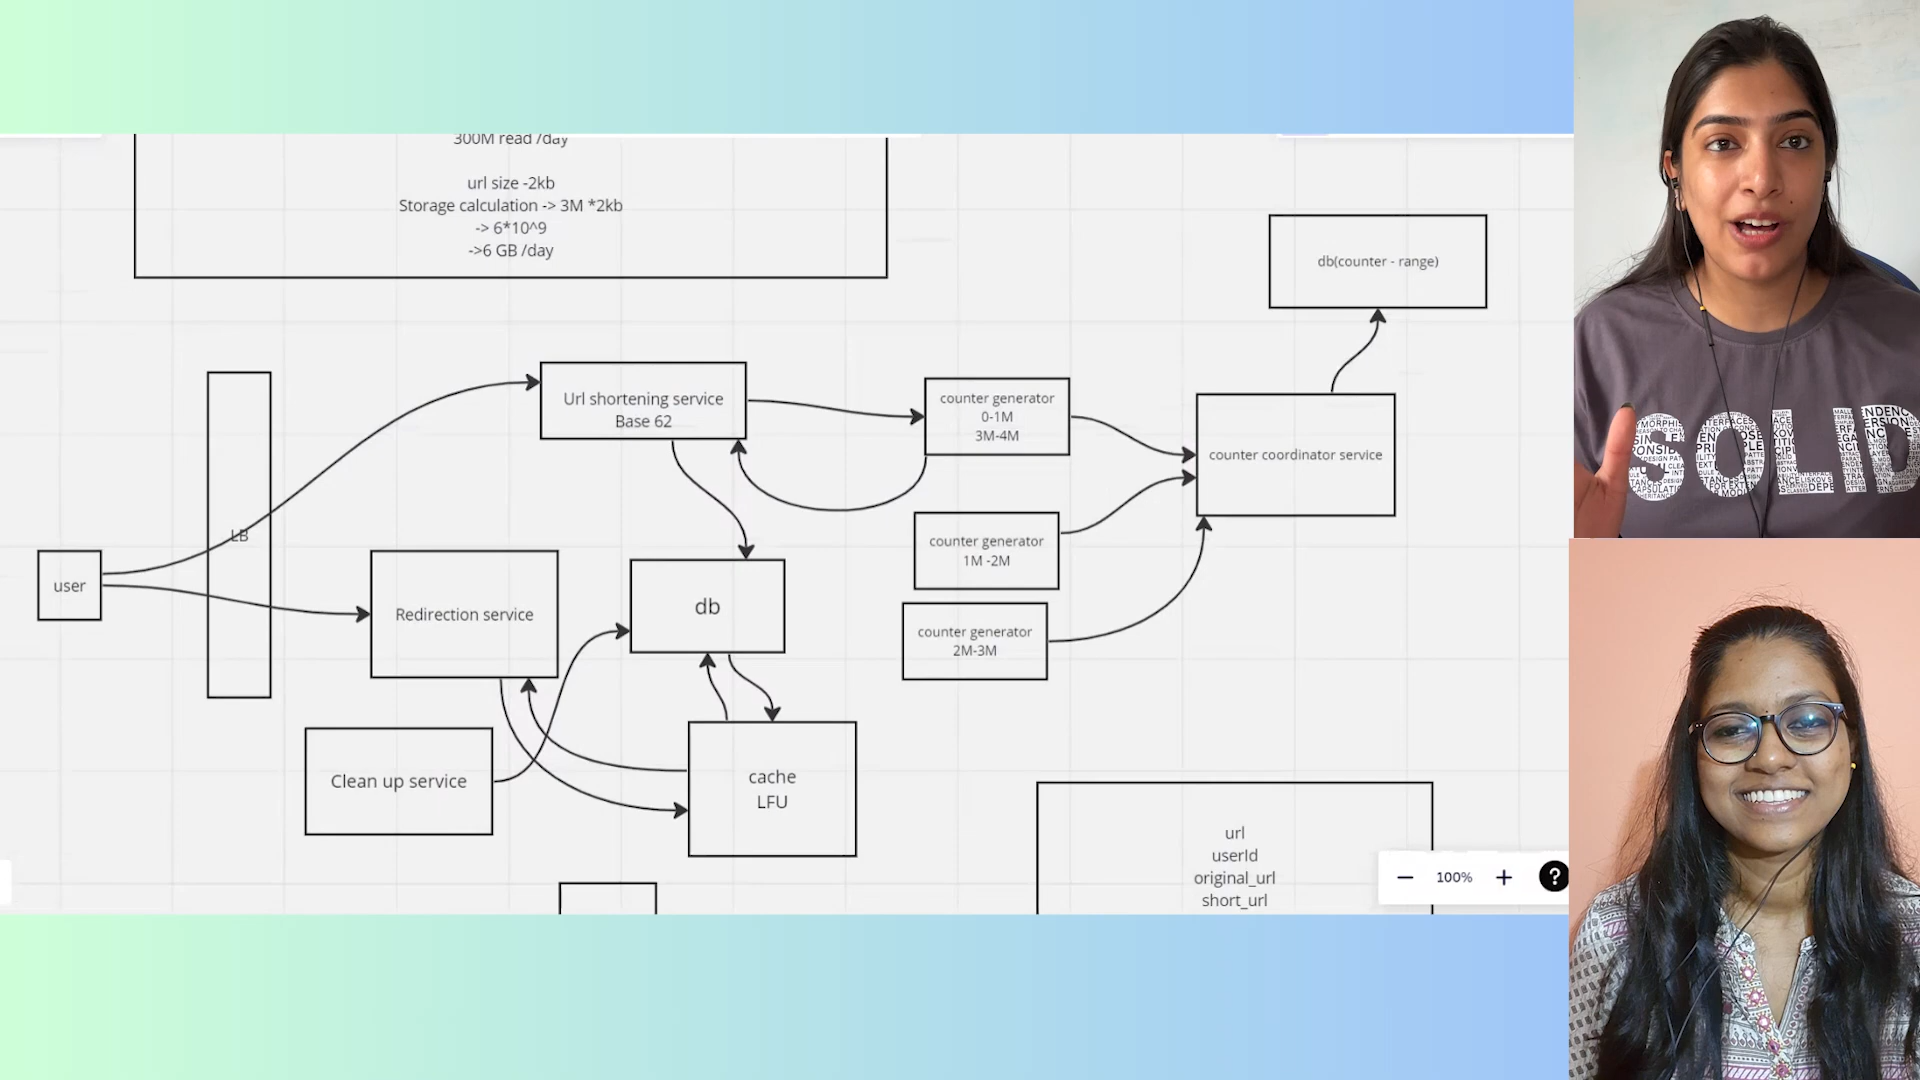 300M read /day
url size -2kb
Storage calculation -> 3M *2kb
-> 6*10^9
->6 GB /day
db(counter - range)
Url shortening service
Base 62
counter generator
0-1M
3M-4M
counter coordinator service
LB
user
Redirection service
db
counter generator
1M -2M
counter generator
2M-3M
Clean up service
cache
LFU
url
userId
original_url
short_url
100%
?
SOLID